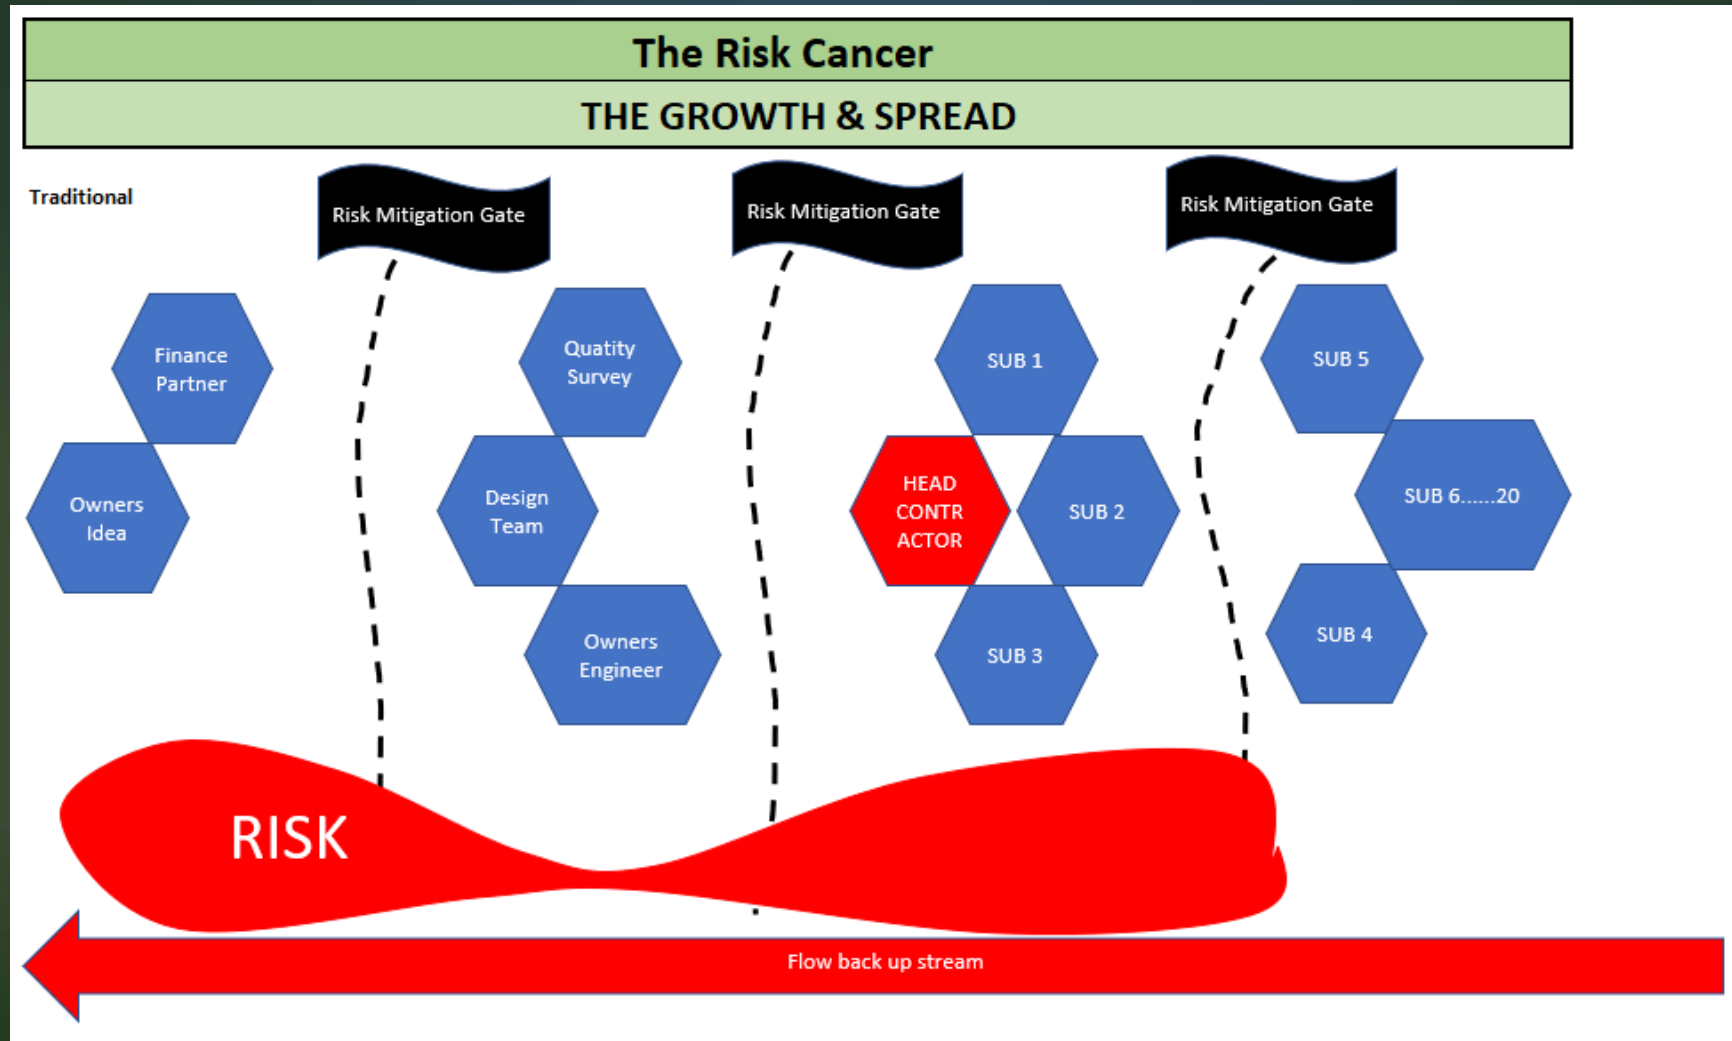 The Risk Cancer
THE GROWTH & SPREAD
Traditional
Risk Mitigation Gate
Risk Mitigation Gate
Risk Mitigation Gate
Finance
Partner
Owners
Idea
Quatity
Survey
Design
Team
Owners
Engineer
SUB 1
HEAD
CONTR
ACTOR
SUB 2
SUB 3
SUB 5
SUB 6......20
SUB 4
RISK
Flow back up stream